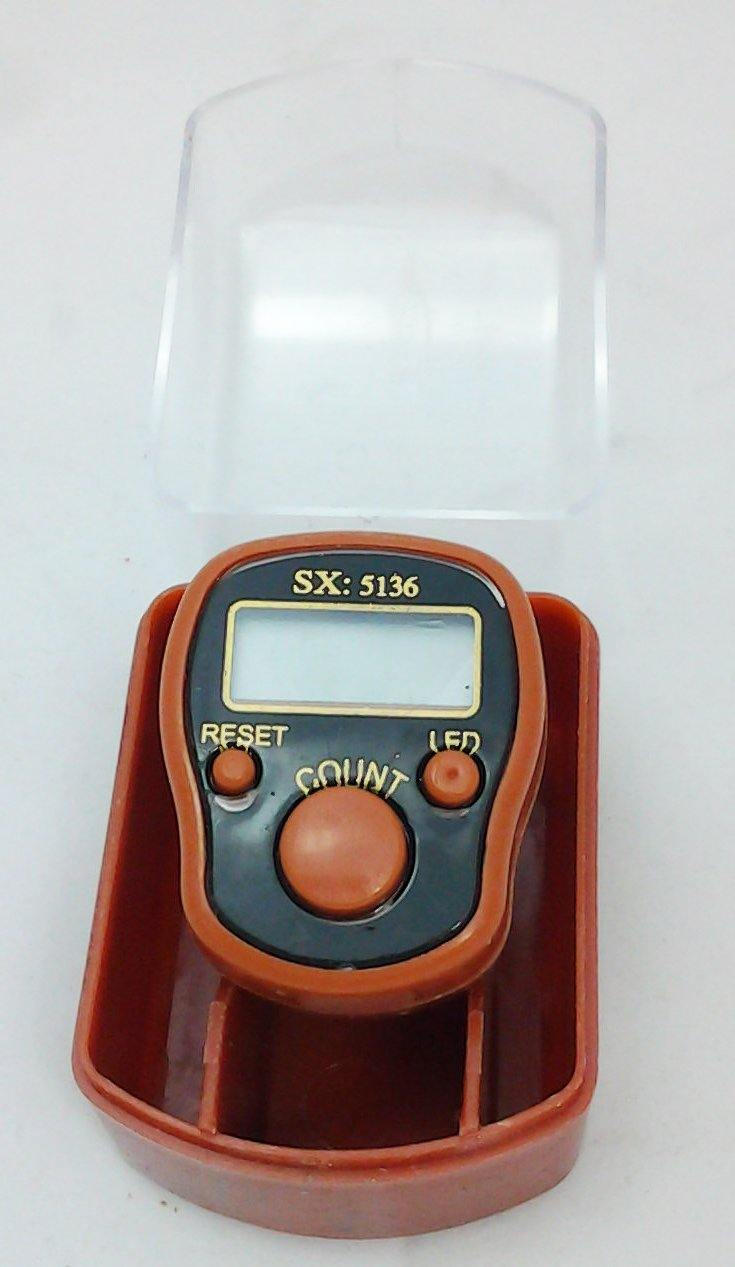 SX: 5136
RESET
LED
COUNT